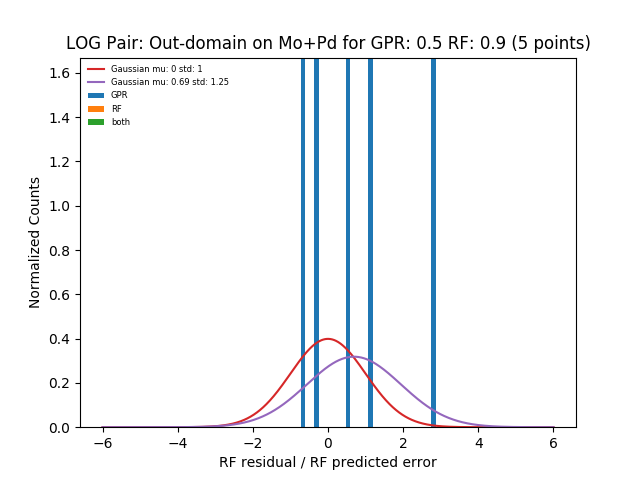 LOG Pair: Out-domain on Mo+Pd for GPR: 0.5 RF: 0.9 (5 points)
Gaussian mu: 0 std: 1
Gaussian mu: 0.69 std: 1.25
GPR
RF
both
Normalized Counts
1.6
1.4
1.2
1.0
0.8
0.6
0.4
0.2
0.0
−6 −4 −2 0 2 4 6
RF residual / RF predicted error